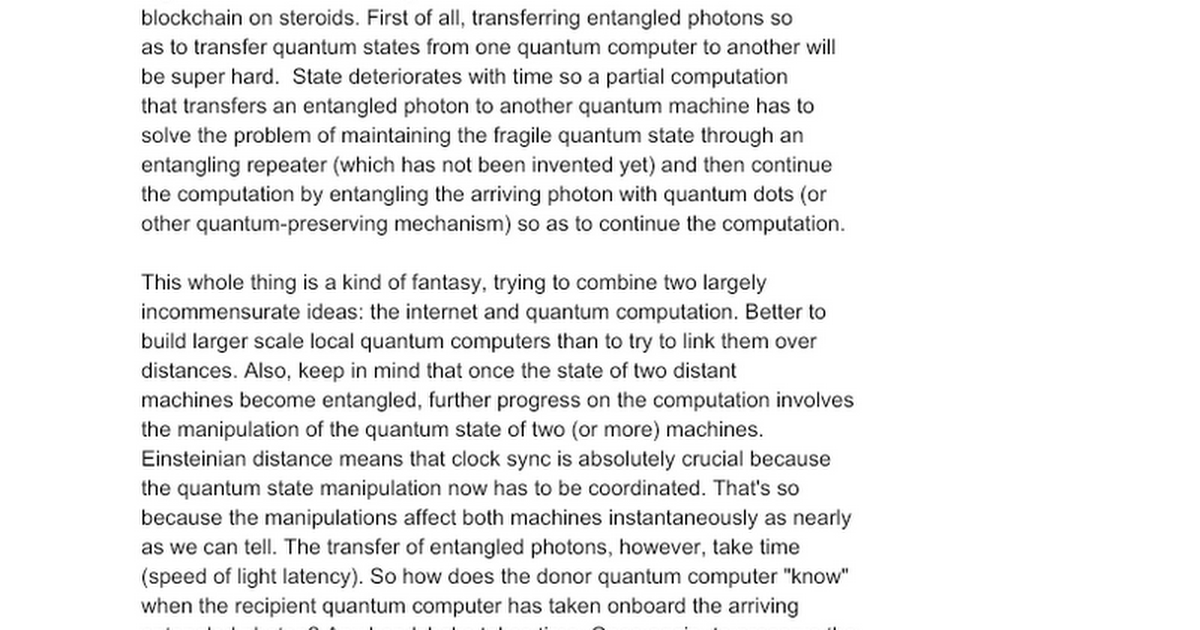 blockchain on steroids. First of all, transferring entangled photons so
as to transfer quantum states from one quantum computer to another will
be super hard.  State deteriorates with time so a partial computation
that transfers an entangled photon to another quantum machine has to
solve the problem of maintaining the fragile quantum state through an
entangling repeater (which has not been invented yet) and then continue
the computation by entangling the arriving photon with quantum dots (or
other quantum-preserving mechanism) so as to continue the computation.
This whole thing is a kind of fantasy, trying to combine two largely
incommensurate ideas: the internet and quantum computation. Better to
build larger scale local quantum computers than to try to link them over
distances. Also, keep in mind that once the state of two distant
machines become entangled, further progress on the computation involves
the manipulation of the quantum state of two (or more) machines.
Einsteinian distance means that clock sync is absolutely crucial because
the quantum state manipulation now has to be coordinated. That's so
because the manipulations affect both machines instantaneously as nearly
as we can tell. The transfer of entangled photons, however, take time
(speed of light latency). So how does the donor quantum computer "know"
when the recipient quantum computer has taken onboard the arriving